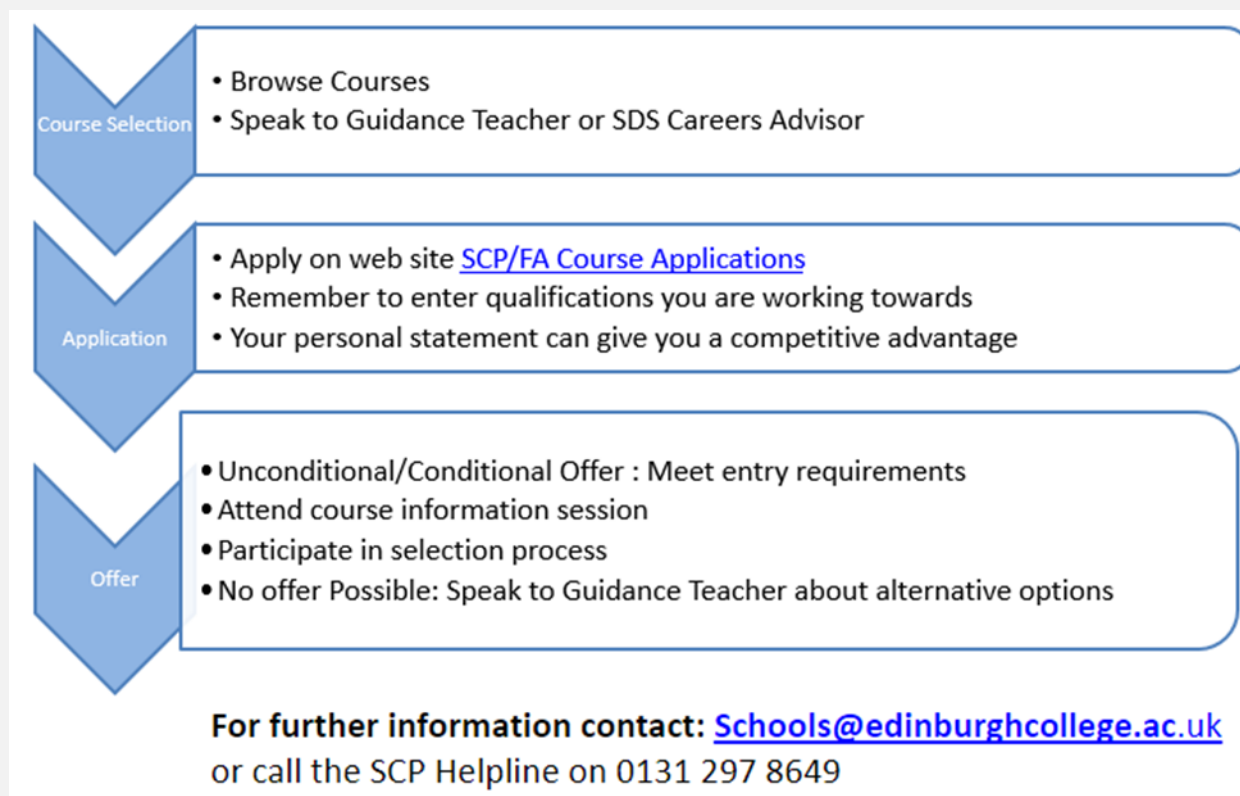 Course Selection
• Browse Courses
• Speak to Guidance Teacher or SDS Careers Advisor
Application
• Apply on web site SCP/FA Course Applications
• Remember to enter qualifications you are working towards
• Your personal statement can give you a competitive advantage
Offer
• Unconditional/Conditional Offer : Meet entry requirements
• Attend course information session
• Participate in selection process
• No offer Possible: Speak to Guidance Teacher about alternative options
For further information contact: Schools@edinburghcollege.ac.uk
or call the SCP Helpline on 0131 297 8649